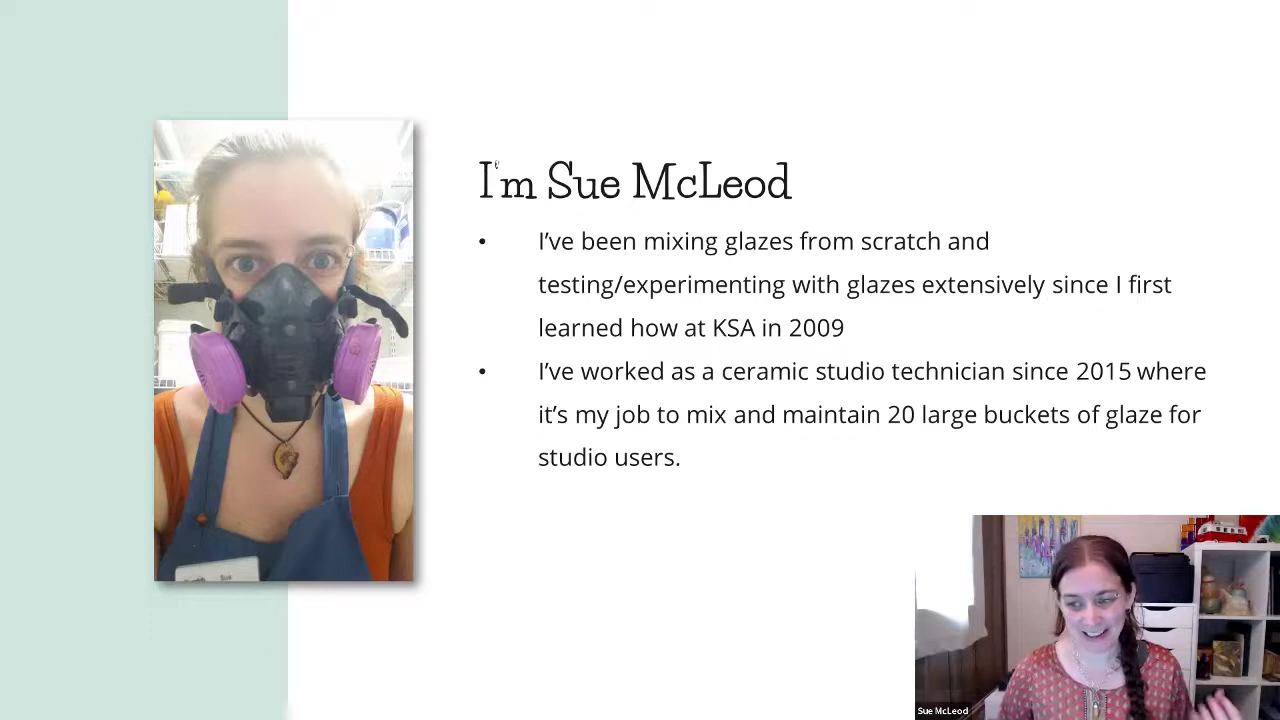 I'm Sue McLeod
• I've been mixing glazes from scratch and
testing/experimenting with glazes extensively since I first
learned how at KSA in 2009
• I've worked as a ceramic studio technician since 2015 where
it's my job to mix and maintain 20 large buckets of glaze for
studio users.
Sue
Sue McLeod